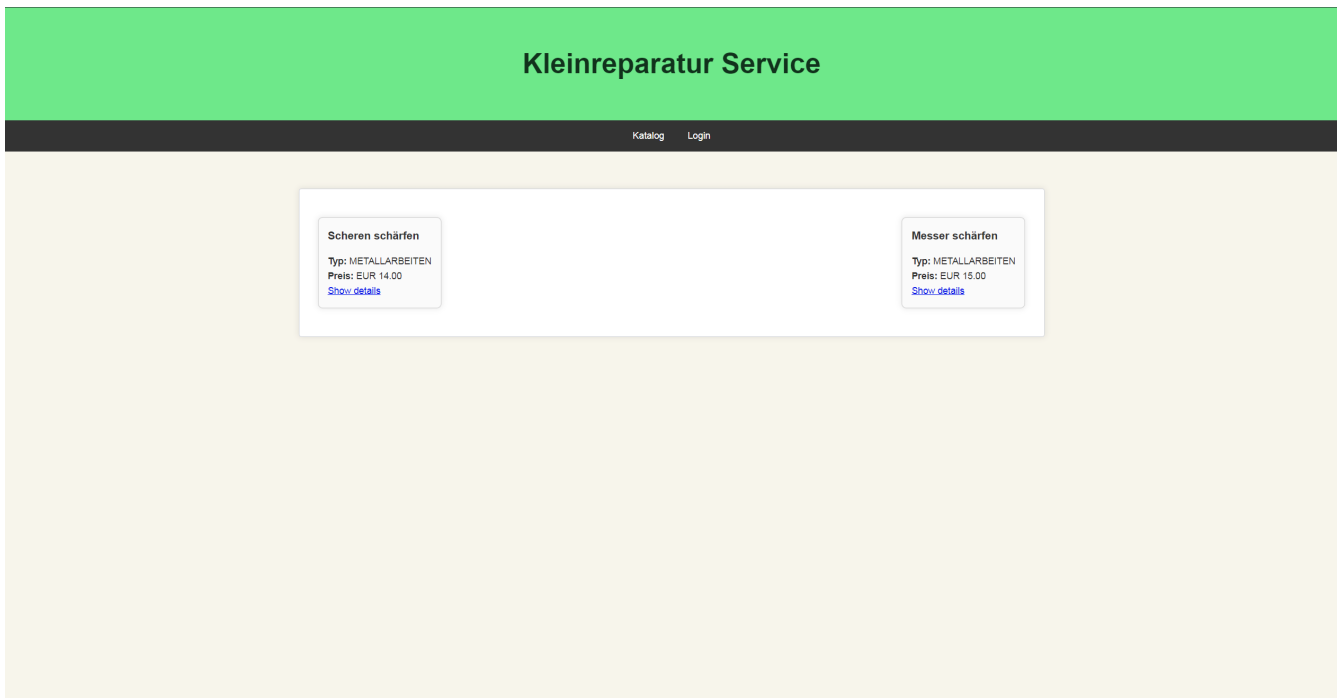 Kleinreparatur Service
Katalog Login
Scheren schärfen
Typ: METALLARBEITEN
Preis: EUR 14.00
Show details
Messer schärfen
Typ: METALLARBEITEN
Preis: EUR 15.00
Show details